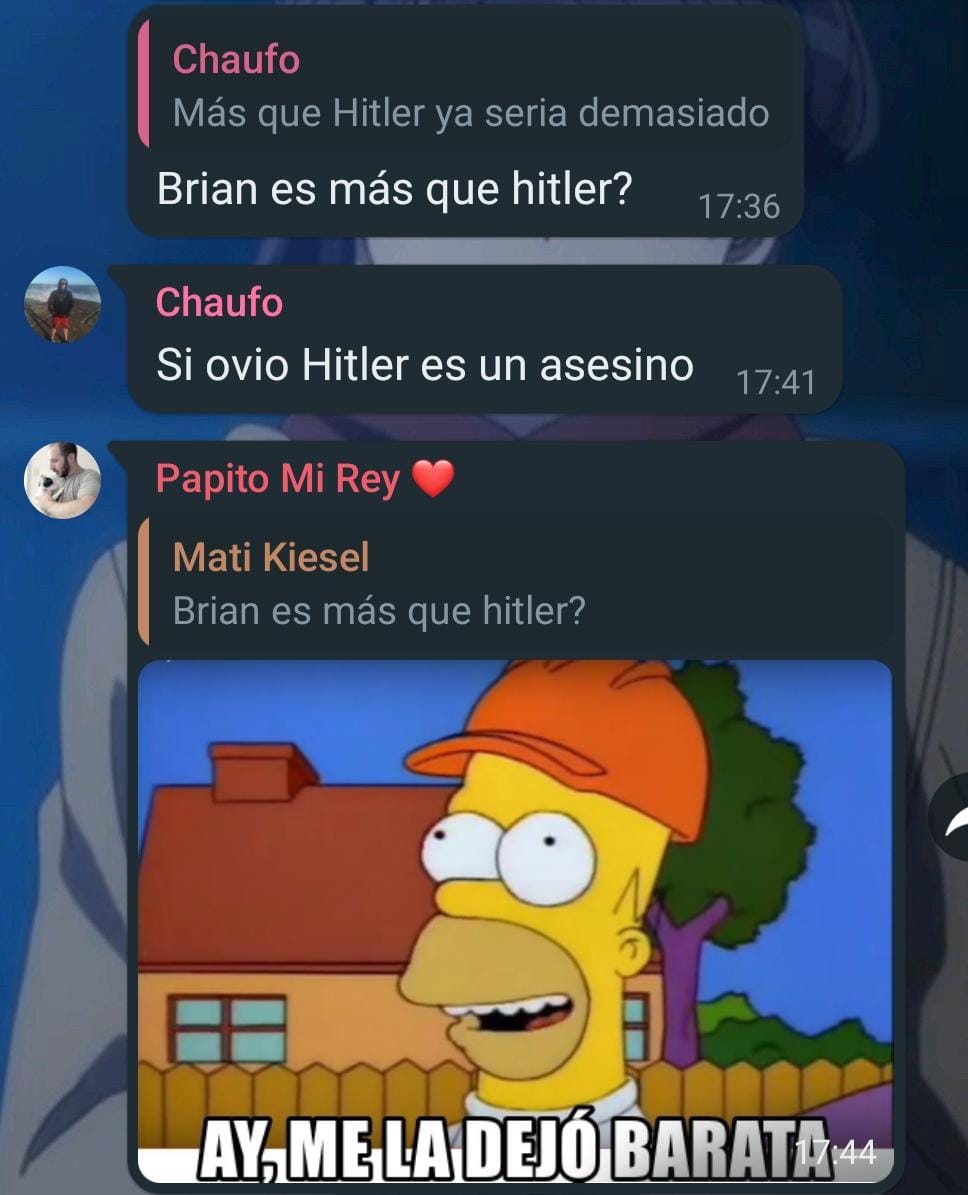 Chaufo
Más que Hitler ya seria demasiado
Brian es más que hitler?
17:36
Chaufo
Si ovio Hitler es un asesino
17:41
Papito Mi Rey ❤️
Mati Kiesel
Brian es más que hitler?
AY, ME LA DEJÓ BARATA
17:44